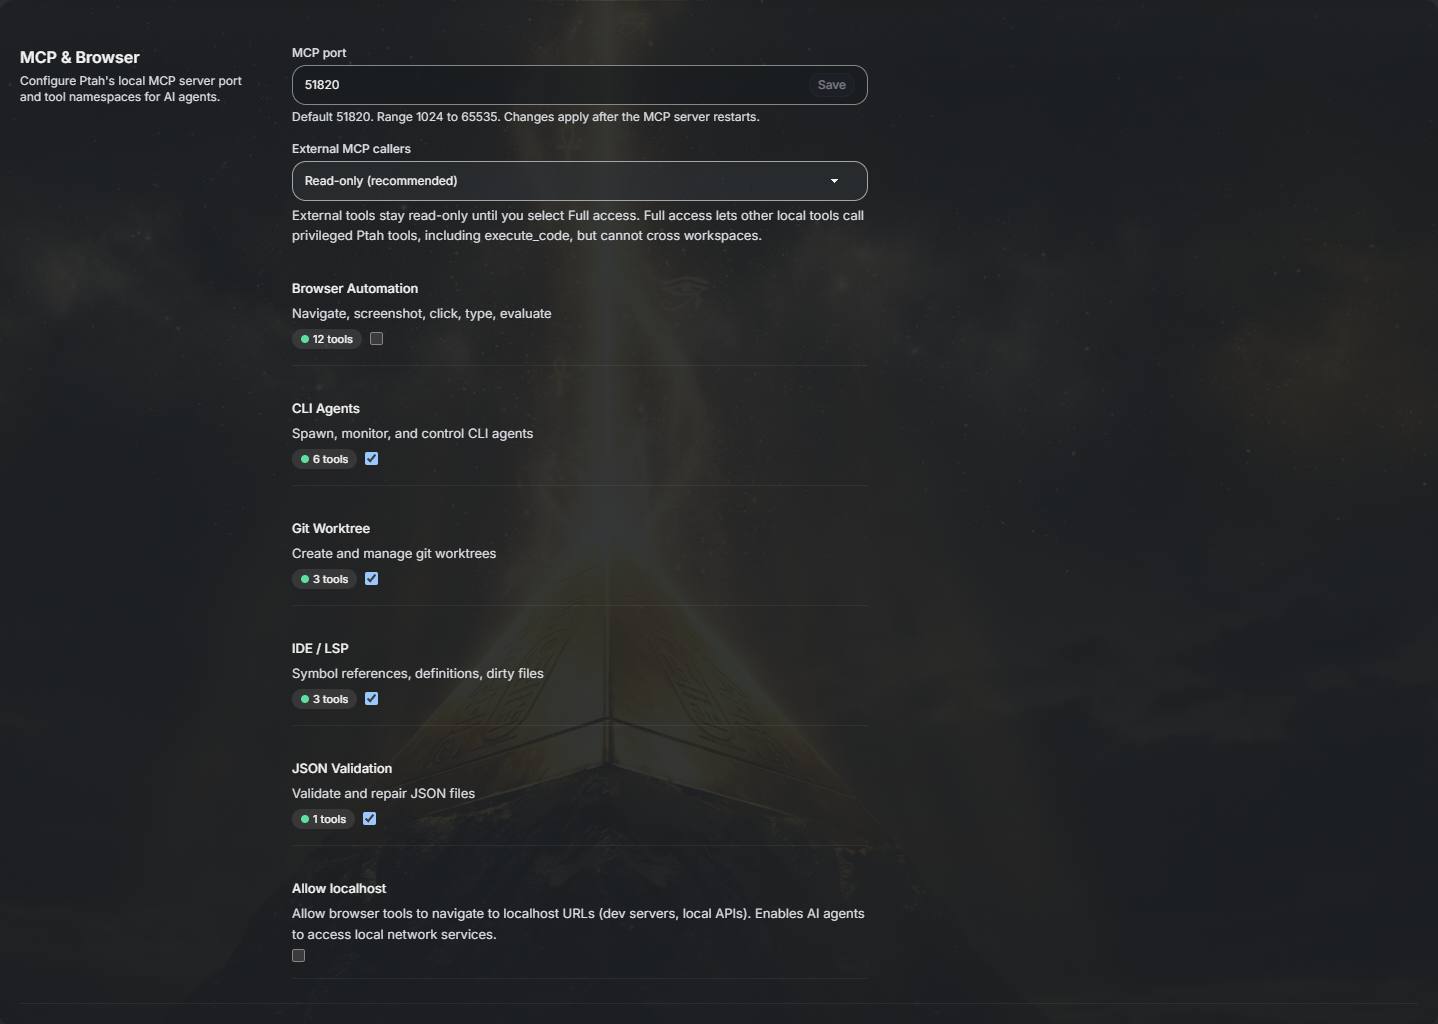 MCP & Browser
Configure Ptah's local MCP server port
and tool namespaces for AI agents.
MCP port
51820
Save
Default 51820. Range 1024 to 65535. Changes apply after the MCP server restarts.
External MCP callers
Read-only (recommended)
External tools stay read-only until you select Full access. Full access lets other local tools call
privileged Ptah tools, including execute_code, but cannot cross workspaces.
Browser Automation
Navigate, screenshot, click, type, evaluate
12 tools
CLI Agents
Spawn, monitor, and control CLI agents
6 tools
Git Worktree
Create and manage git worktrees
3 tools
IDE / LSP
Symbol references, definitions, dirty files
3 tools
JSON Validation
Validate and repair JSON files
1 tools
Allow localhost
Allow browser tools to navigate to localhost URLs (dev servers, local APIs). Enables AI agents
to access local network services.